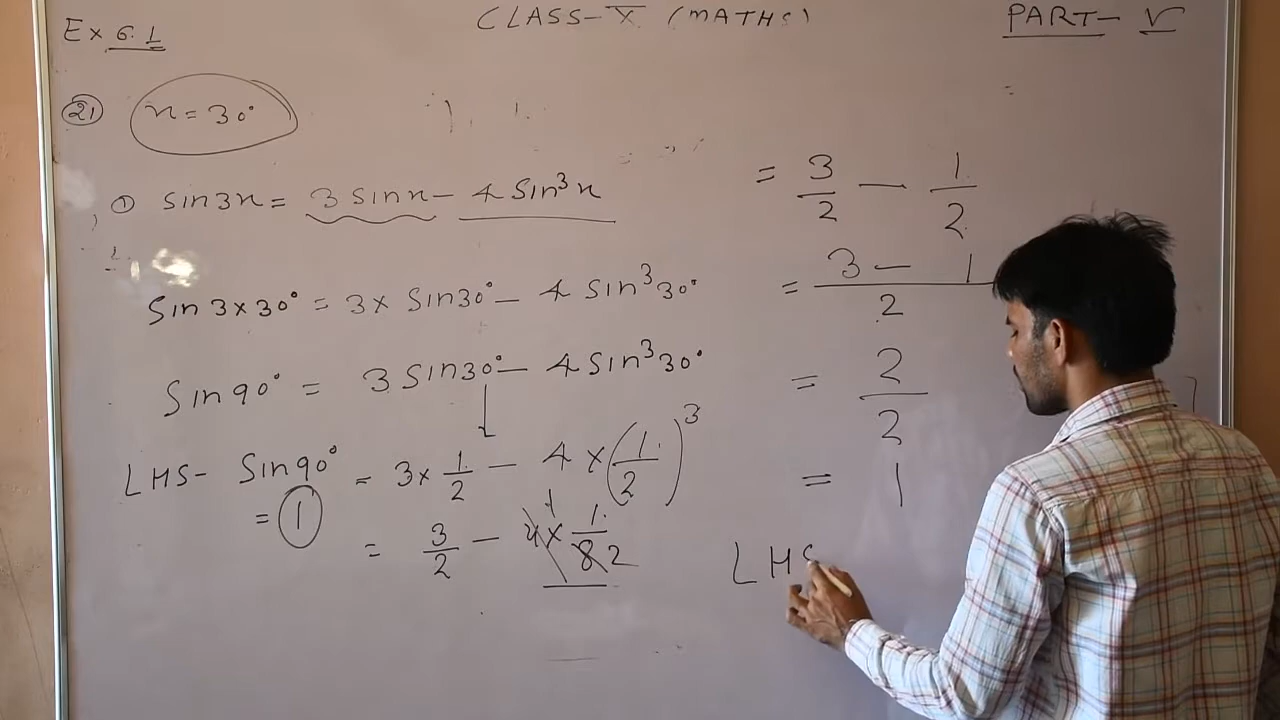 CLASS-X (MATHS)
PART- V
Ex 6.1
21 x = 30°
① sin3x = 3 sinx - 4 sin³x
Sin 3×30° = 3× Sin30° - 4 Sin³30°
Sin90° = 3 Sin30° - 4 Sin³30°
LHS- Sin90° = 3×1/2 - 4×(1/2)³
= 1
= 3/2 - 4×1/8 2
= 3/2 - 1/2
= 3 - 1/2
= 2/2
= 1
LHS